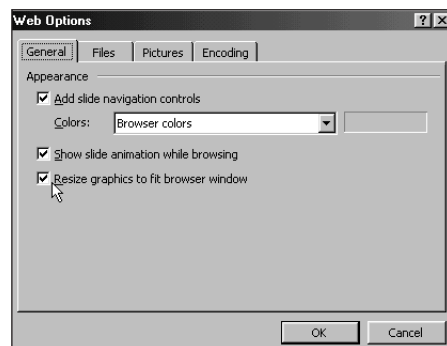 Web Options
General Files Pictures Encoding
Appearance
Add slide navigation controls
Colors: Browser colors
Show slide animation while browsing
Resize graphics to fit browser window
OK Cancel